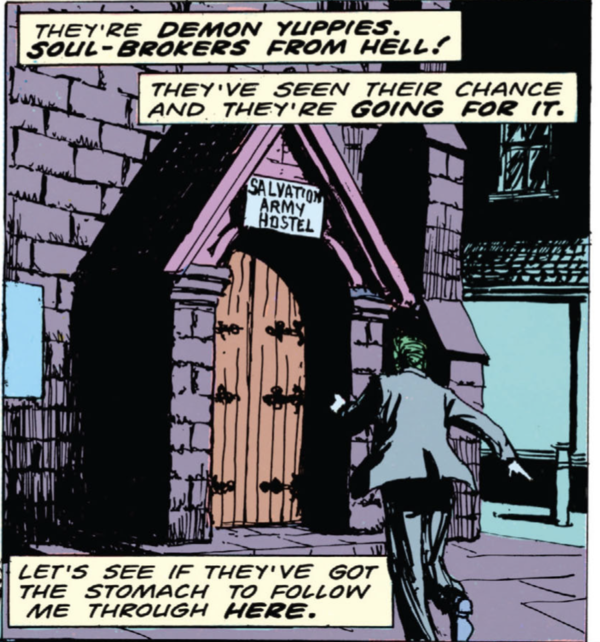 THEY'RE DEMON YUPPIES.
SOUL-BROKERS FROM HELL!
THEY'VE SEEN THEIR CHANCE
AND THEY'RE GOING FOR IT.
SALVATION
ARMY
HOSTEL
LET'S SEE IF THEY'VE GOT
THE STOMACH TO FOLLOW
ME THROUGH HERE.